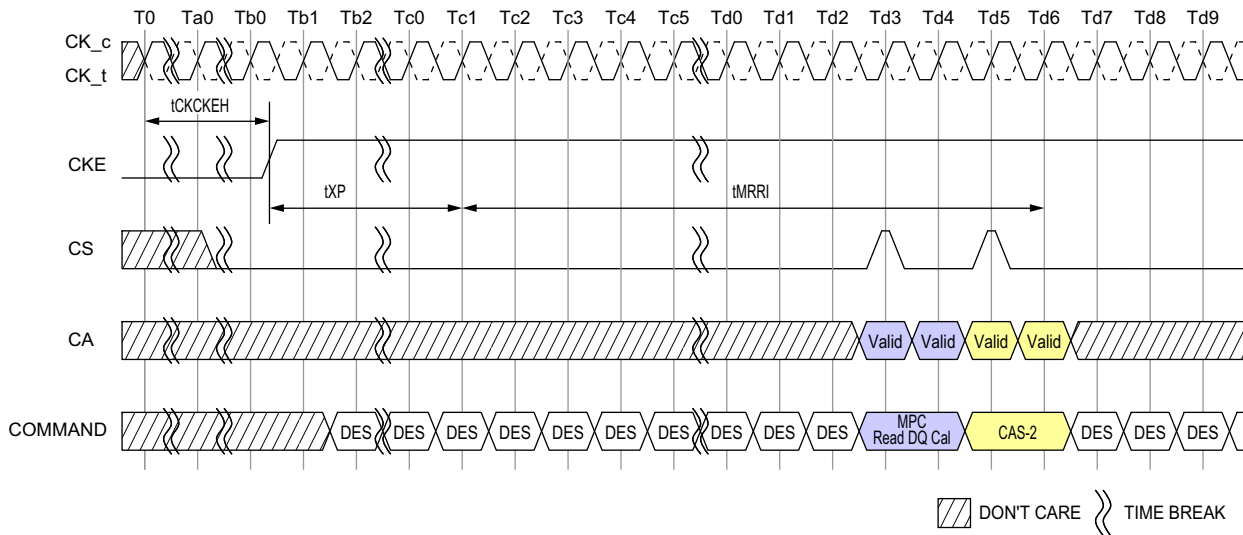 T0 Ta0 Tb0 Tb1 Tb2 Tc0 Tc1 Tc2 Tc3 Tc4 Tc5 Td0 Td1 Td2 Td3 Td4 Td5 Td6 Td7 Td8 Td9
CK_c
CK_t
tCKCKEH
CKE
tXP tMRRI
CS
CA Valid Valid Valid Valid
COMMAND DES DES DES DES DES DES DES DES DES DES MPC Read DQ Cal CAS-2 DES DES DES
DON'T CARE TIME BREAK